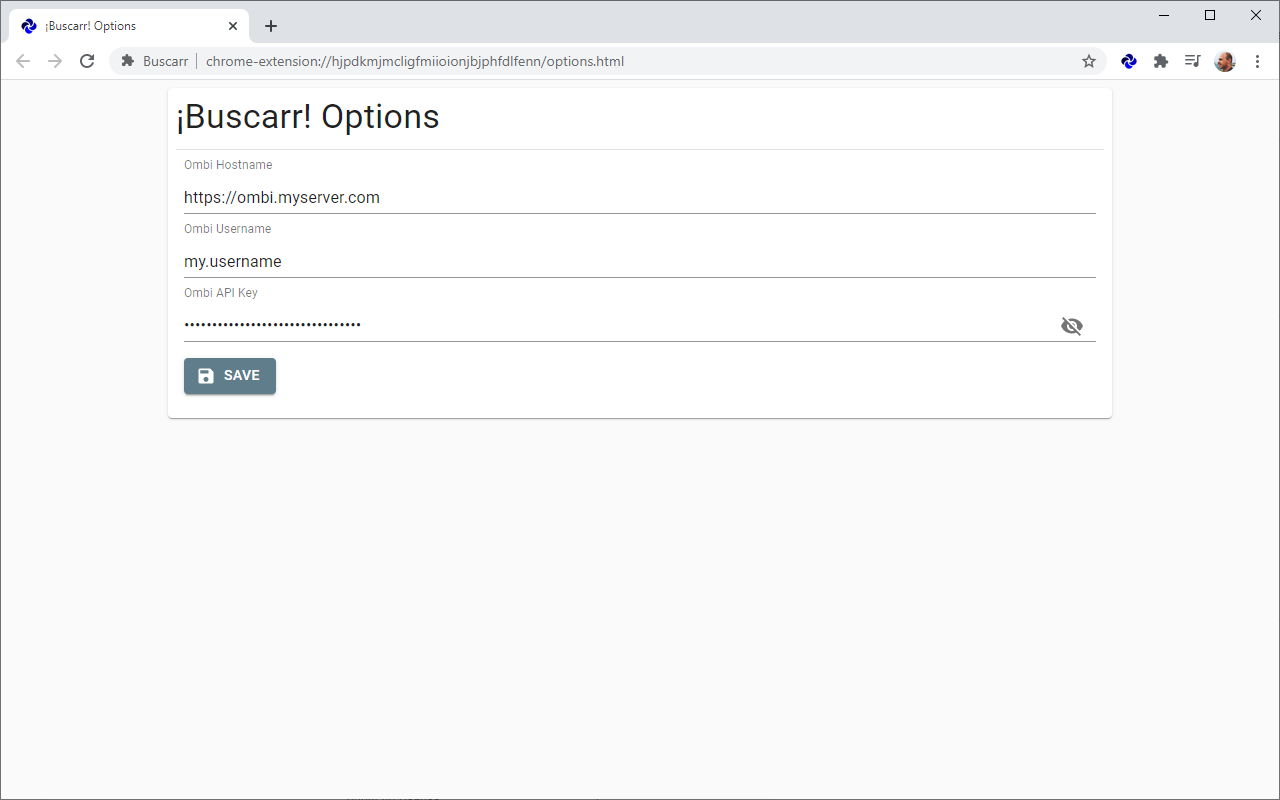 ¡Buscarr! Options
Buscarr chrome-extension://hjpdkmjmcligfmiioionjbjphfdlfenn/options.html
¡Buscarr! Options
Ombi Hostname
https://ombi.myserver.com
Ombi Username
my.username
Ombi API Key
••••••••••••••••••••••••••••••••
SAVE